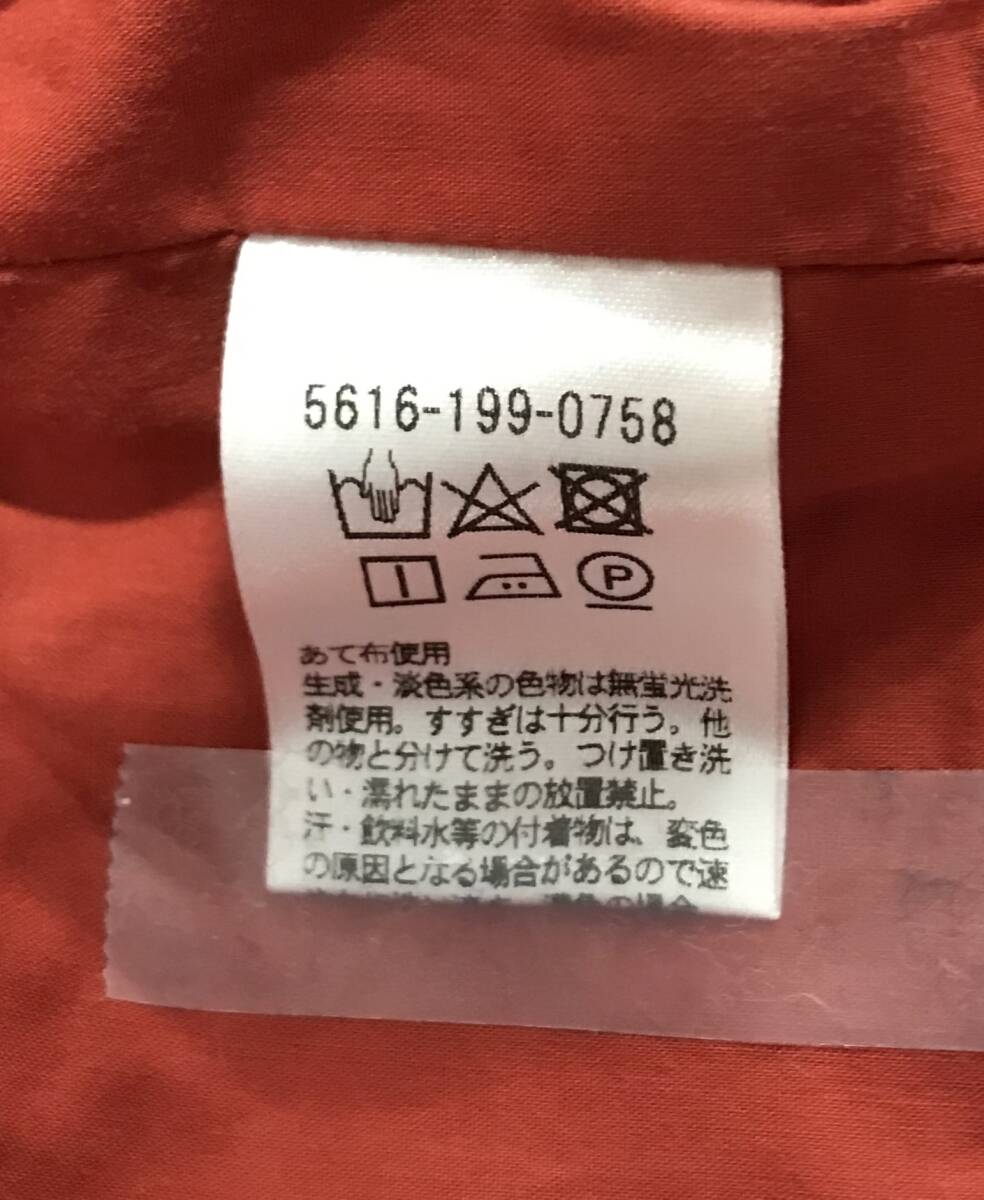 5616-199-0758
P
あて布使用
生成・淡色系の色物は無蛍光洗
剤使用。すすぎは十分行う。他
の物と分けて洗う。つけ置き洗
い・濡れたままの放置禁止。
汗・飲料水等の付着物は、変色
の原因となる場合があるので速